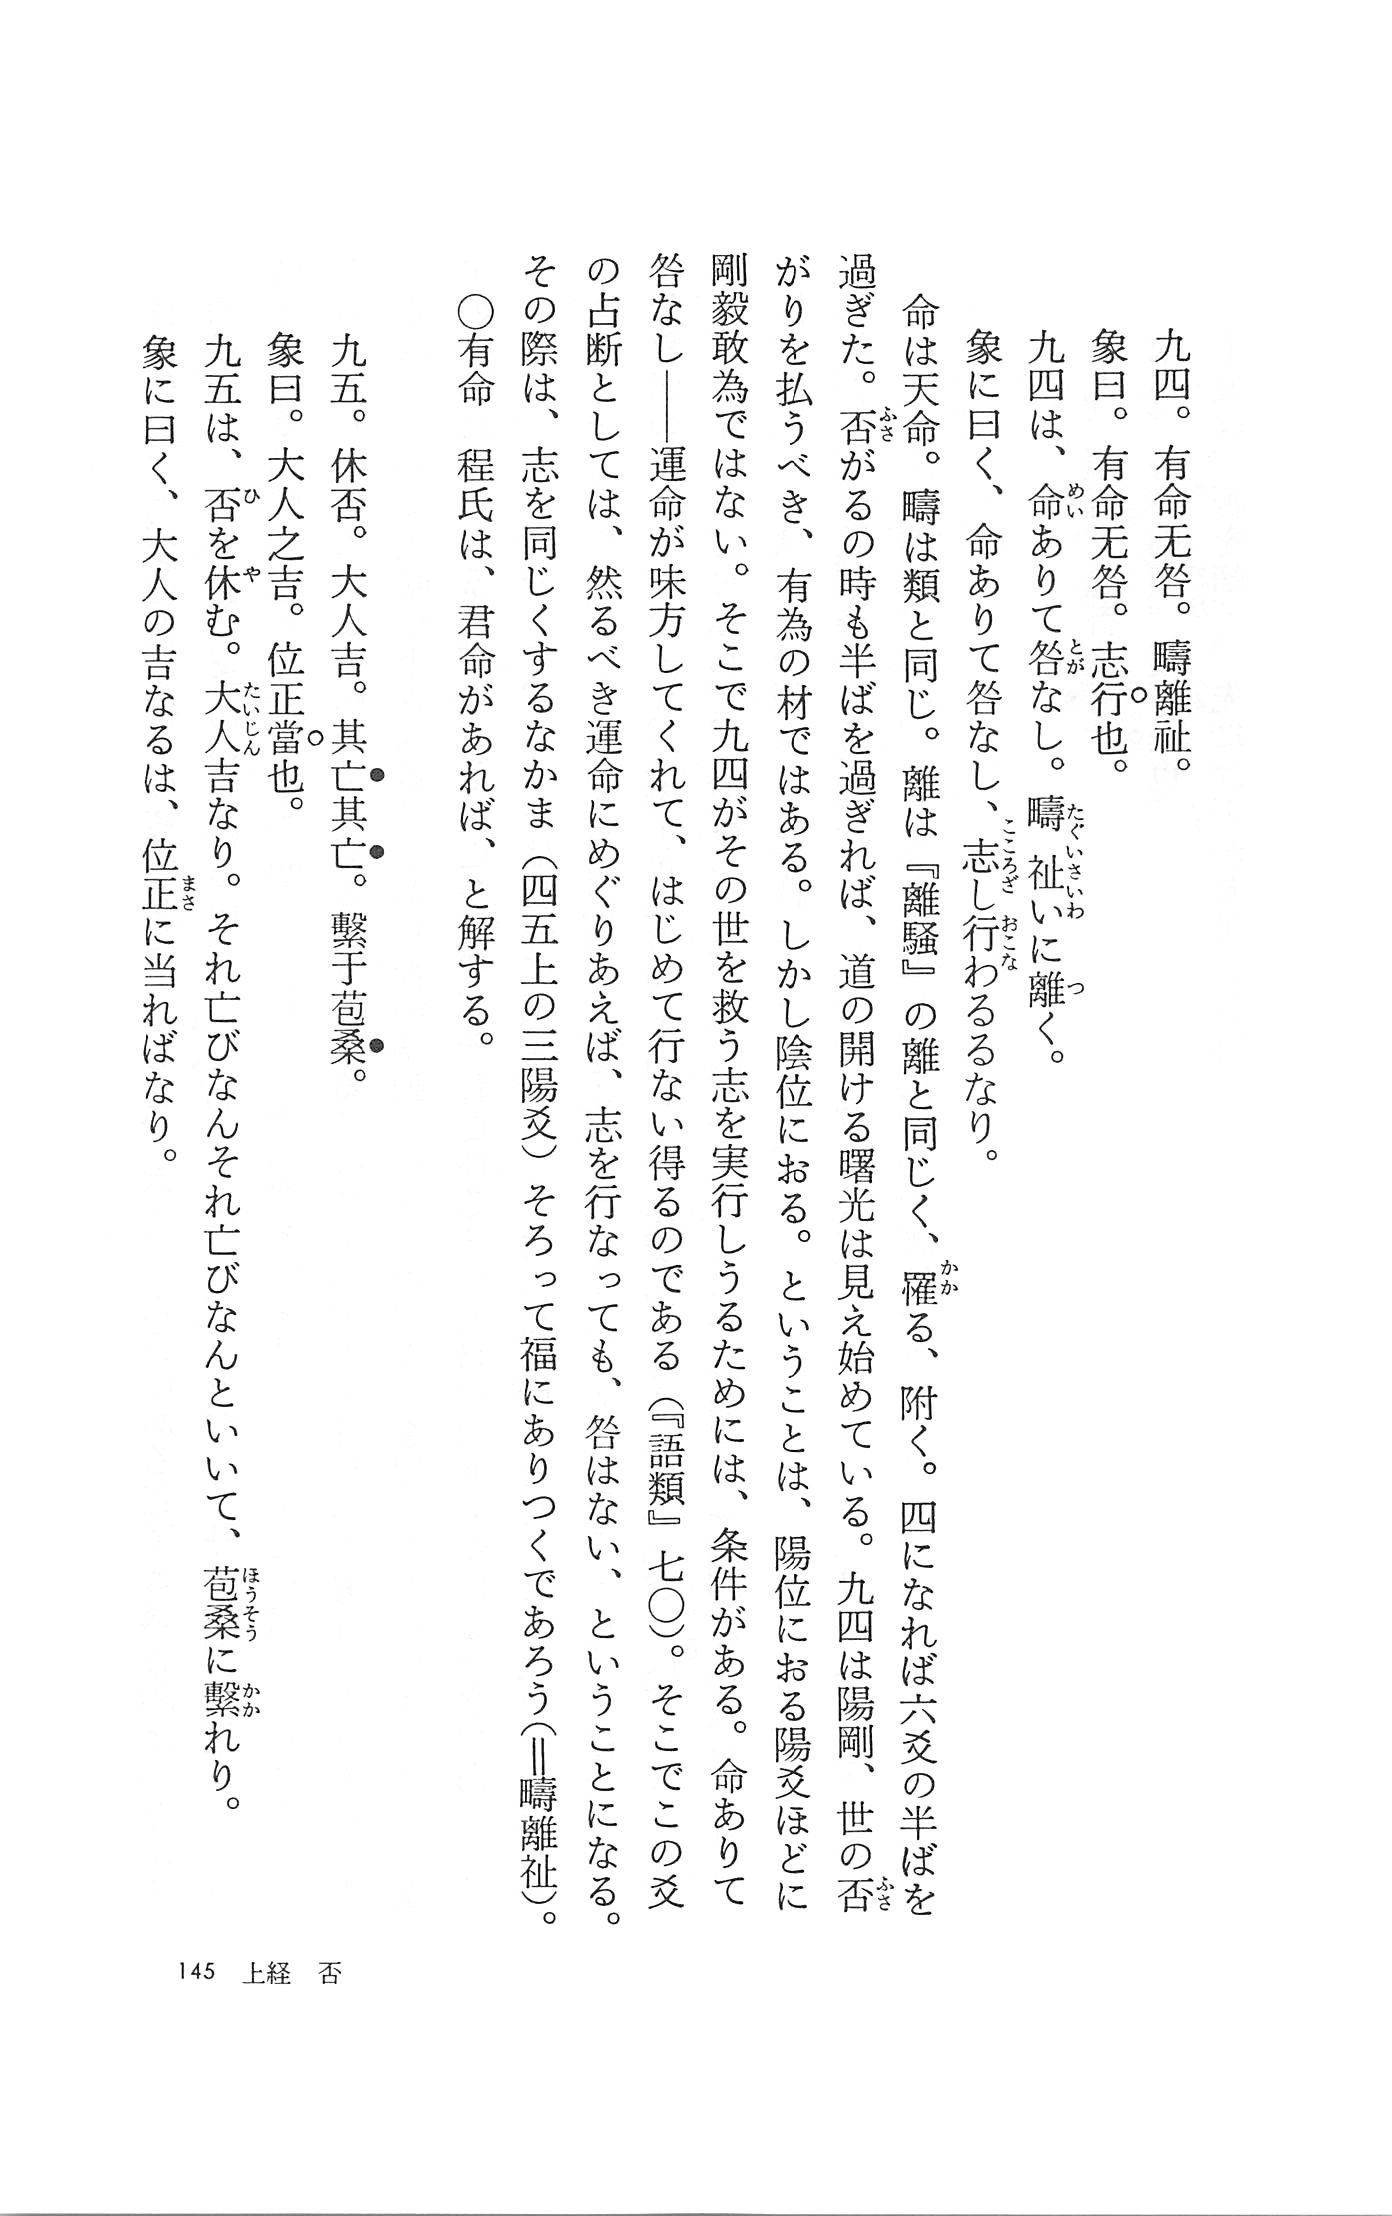 九四。有命无咎。疇離祉。
象曰。有命无咎。志行也。
九四は、命ありて咎なし。疇祉いに離く。
象に曰く、命ありて咎なし、志し行わるるなり。
命は天命。疇は類と同じ。離は『離騒』の離と同じく、罹る、附く。四になれば六爻の半ばを
過ぎた。否がるの時も半ばを過ぎれば、道の開ける曙光は見え始めている。九四は陽剛、世の否
がりを払うべき、有為の材ではある。しかし陰位におる。ということは、陽位におる陽爻ほどに
剛毅敢為ではない。そこで九四がその世を救う志を実行しうるためには、条件がある。命ありて
咎なし――運命が味方してくれて、はじめて行ない得るのである（『語類』七〇）。そこでこの爻
の占断としては、然るべき運命にめぐりあえば、志を行なっても、咎はない、ということになる。
その際は、志を同じくするなかま（四五上の三陽爻）そろって福にありつくであろう（＝疇離祉）。
〇有命　程氏は、君命があれば、と解する。
九五。休否。大人吉。其亡其亡。繫于苞桑。
象曰。大人之吉。位正當也。
九五は、否を休む。大人吉なり。それ亡びなんそれ亡びなんといいて、苞桑に繫れり。
象に曰く、大人の吉なるは、位正に当ればなり。
145　上経　否